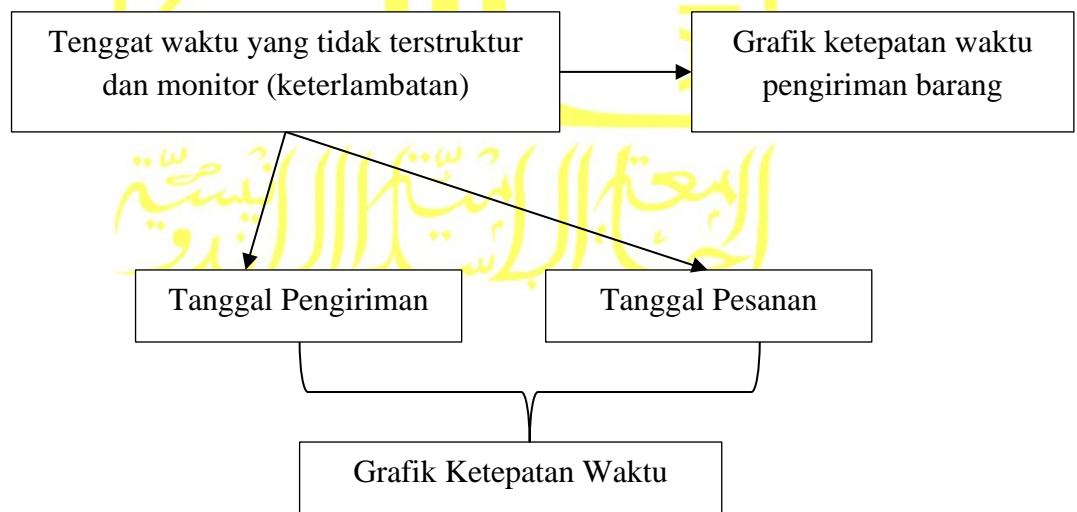 Tenggat waktu yang tidak terstruktur
dan monitor (keterlambatan)
Grafik ketepatan waktu
pengiriman barang
Tanggal Pengiriman
Tanggal Pesanan
Grafik Ketepatan Waktu